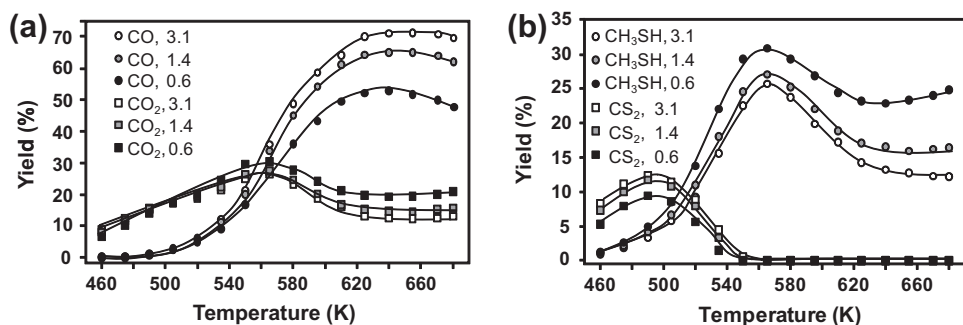 (a)
CO, 3.1
CO, 1.4
CO, 0.6
CO₂, 3.1
CO₂, 1.4
CO₂, 0.6
Yield (%)
70
60
50
40
30
20
10
0
460 500 540 580 620 660
Temperature (K)
(b)
CH₃SH, 3.1
CH₃SH, 1.4
CH₃SH, 0.6
CS₂, 3.1
CS₂, 1.4
CS₂, 0.6
Yield (%)
35
30
25
20
15
10
5
0
460 500 540 580 620 660
Temperature (K)